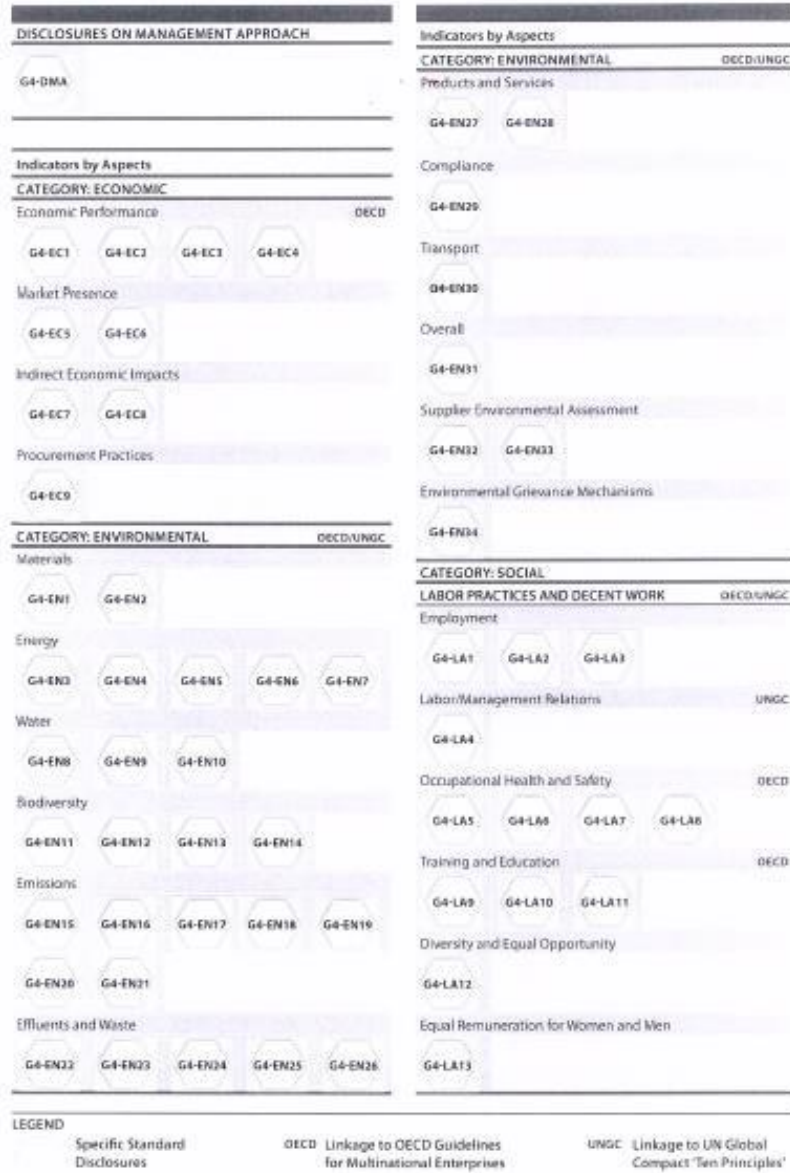 DISCLOSURES ON MANAGEMENT APPROACH
G4-DMA
Indicators by Aspects
CATEGORY: ECONOMIC
Economic Performance OECD
G4-EC1 G4-EC2 G4-EC3 G4-EC4
Market Presence
G4-EC5 G4-EC6
Indirect Economic Impacts
G4-EC7 G4-EC8
Procurement Practices
G4-EC9
CATEGORY: ENVIRONMENTAL OECD/UNGC
Materials
G4-EN1 G4-EN2
Energy
G4-EN3 G4-EN4 G4-EN5 G4-EN6 G4-EN7
Water
G4-EN8 G4-EN9 G4-EN10
Biodiversity
G4-EN11 G4-EN12 G4-EN13 G4-EN14
Emissions
G4-EN15 G4-EN16 G4-EN17 G4-EN18 G4-EN19
G4-EN20 G4-EN21
Effluents and Waste
G4-EN22 G4-EN23 G4-EN24 G4-EN25 G4-EN26
Indicators by Aspects
CATEGORY: ENVIRONMENTAL OECD/UNGC
Products and Services
G4-EN27 G4-EN28
Compliance
G4-EN29
Transport
G4-EN30
Overall
G4-EN31
Supplier Environmental Assessment
G4-EN32 G4-EN33
Environmental Grievance Mechanisms
G4-EN34
CATEGORY: SOCIAL
LABOR PRACTICES AND DECENT WORK OECD/UNGC
Employment
G4-LA1 G4-LA2 G4-LA3
Labor/Management Relations UNGC
G4-LA4
Occupational Health and Safety OECD
G4-LA5 G4-LA6 G4-LA7 G4-LA8
Training and Education OECD
G4-LA9 G4-LA10 G4-LA11
Diversity and Equal Opportunity
G4-LA12
Equal Remuneration for Women and Men
G4-LA13
LEGEND
Specific Standard
Disclosures
OECD Linkage to OECD Guidelines
for Multinational Enterprises
UNGC Linkage to UN Global
Compact 'Ten Principles'